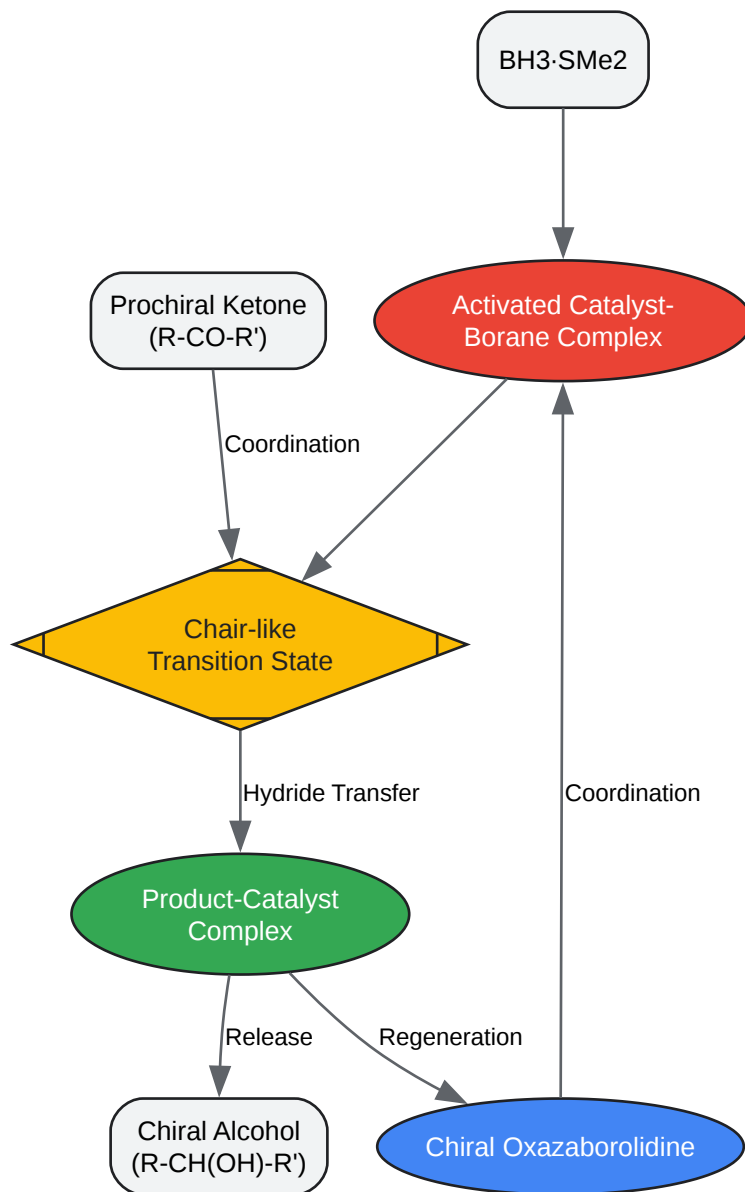 BH3·SMe2
Activated Catalyst-
Borane Complex
Prochiral Ketone
(R-CO-R')
Coordination
Chair-like
Transition State
Hydride Transfer
Coordination
Product-Catalyst
Complex
Release
Regeneration
Chiral Alcohol
(R-CH(OH)-R')
Chiral Oxazaborolidine